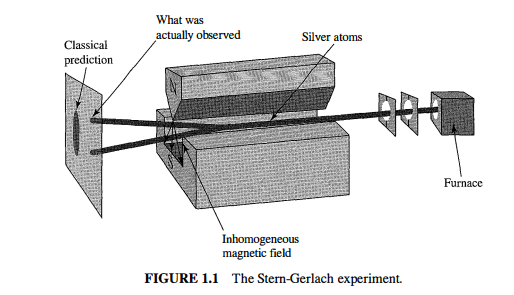 What was
actually observed
Classical
prediction
Silver atoms
N
S
Furnace
Inhomogeneous
magnetic field
FIGURE 1.1 The Stern-Gerlach experiment.